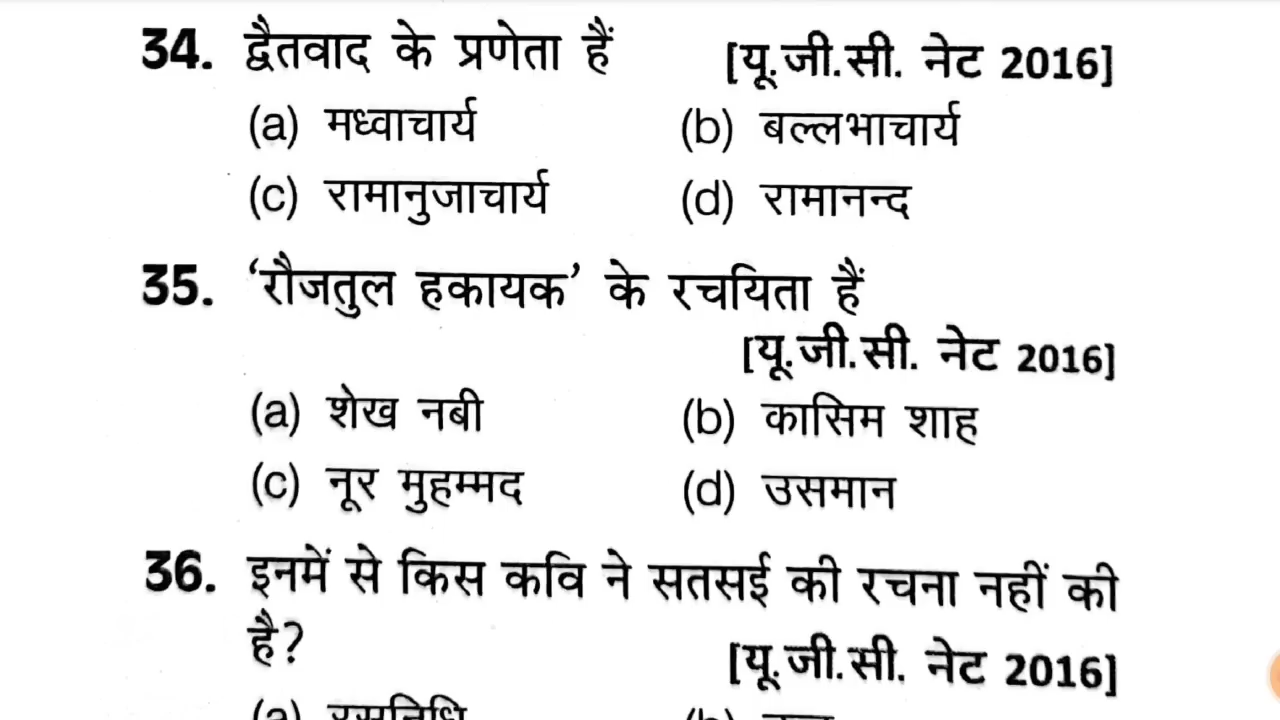 34. द्वैतवाद के प्रणेता हैं [यू.जी.सी. नेट 2016]
(a) मध्वाचार्य (b) बल्लभाचार्य
(c) रामानुजाचार्य (d) रामानन्द
35. ‘रौजतुल हकायक’ के रचयिता हैं
[यू.जी.सी. नेट 2016]
(a) शेख नबी (b) कासिम शाह
(c) नूर मुहम्मद (d) उसमान
36. इनमें से किस कवि ने सतसई की रचना नहीं की
है? [यू.जी.सी. नेट 2016]
(a) रसनिधि (b)